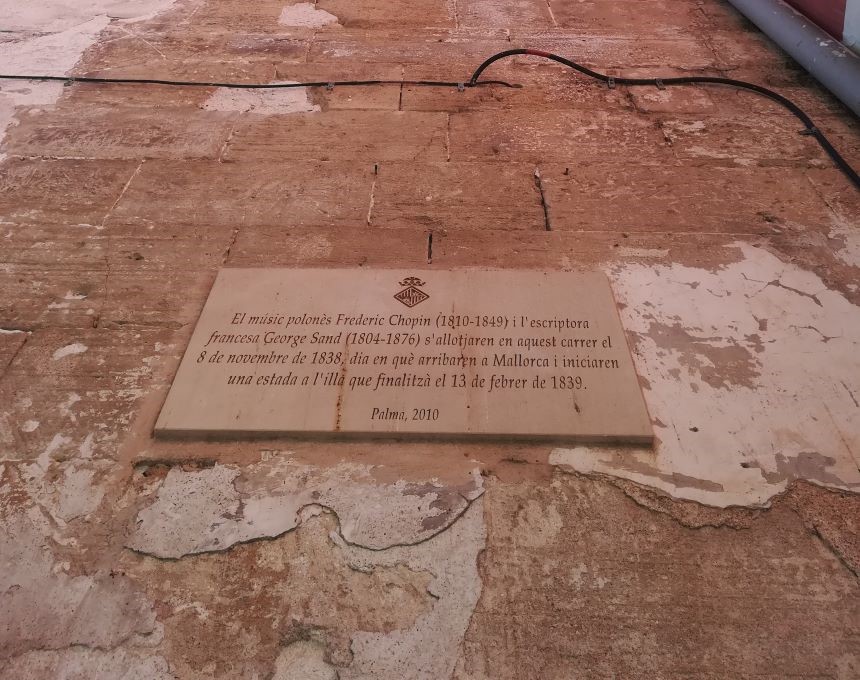 El músic polonès Frederic Chopin (1810-1849) i l'escriptora
francesa George Sand (1804-1876) s'allotjaren en aquest carrer el
8 de novembre de 1838, dia en què arribaren a Mallorca i iniciaren
una estada a l'illa que finalitzà el 13 de febrer de 1839.
Palma, 2010